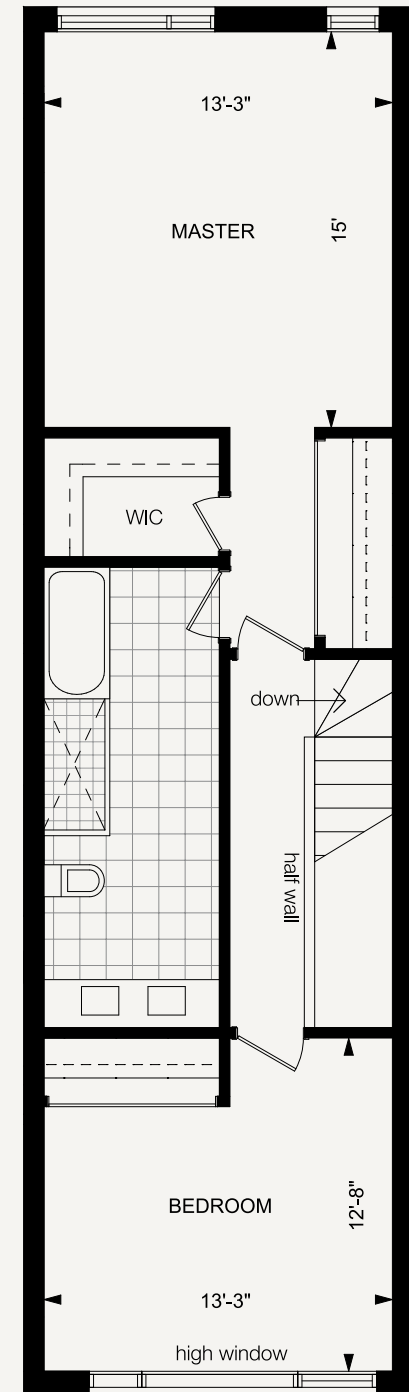 13'-3"
MASTER
15'
WIC
down
half wall
BEDROOM
12'-8"
13'-3"
high window